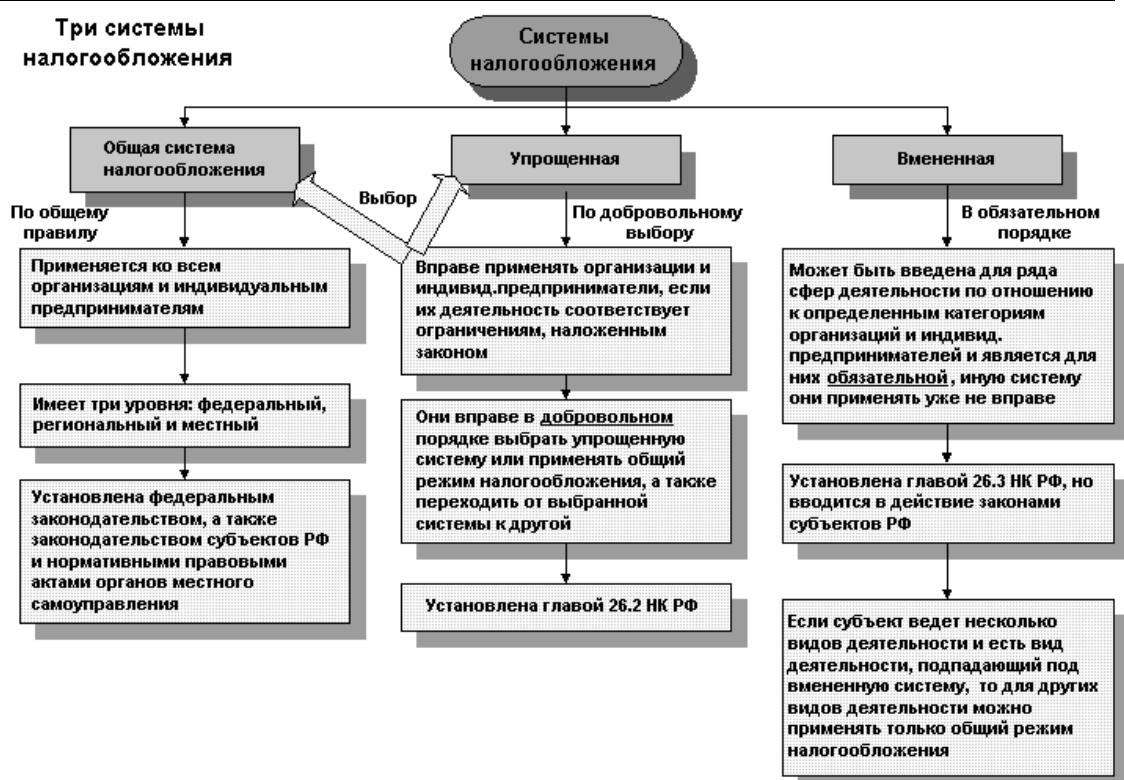 Три системы
налогообложения
Системы
налогообложения
Общая система
налогообложения
Упрощенная
Вмененная
Выбор
По общему
правилу
По добровольному
выбору
В обязательном
порядке
Применяется ко всем
организациям и индивидуальным
предпринимателям
Имеет три уровня: федеральный,
региональный и местный
Установлена федеральным
законодательством, а также
законодательством субъектов РФ
и нормативными правовыми
актами органов местного
самоуправления
Вправе применять организации и
индивид.предприниматели, если
их деятельность соответствует
ограничениям, наложенным
законом
Они вправе в добровольном
порядке выбрать упрощенную
систему или применять общий
режим налогообложения, а также
переходить от выбранной
системы к другой
Установлена главой 26.2 НК РФ
Может быть введена для ряда
сфер деятельности по отношению
к определенным категориям
организаций и индивид.
предпринимателей и является для
них обязательной, иную систему
они применять уже не вправе
Установлена главой 26.3 НК РФ, но
вводится в действие законами
субъектов РФ
Если субъект ведет несколько
видов деятельности и есть вид
деятельности, подпадающий под
вмененную систему, то для других
видов деятельности можно
применять только общий режим
налогообложения